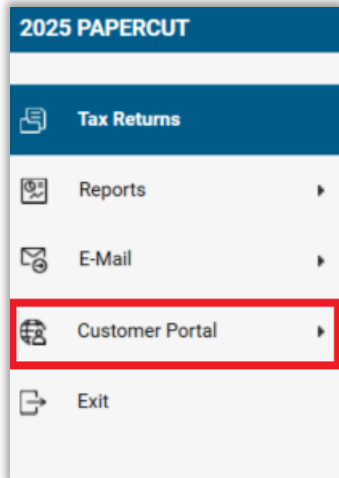 2025 PAPERCUT
Tax Returns
Reports
E-Mail
Customer Portal
Exit